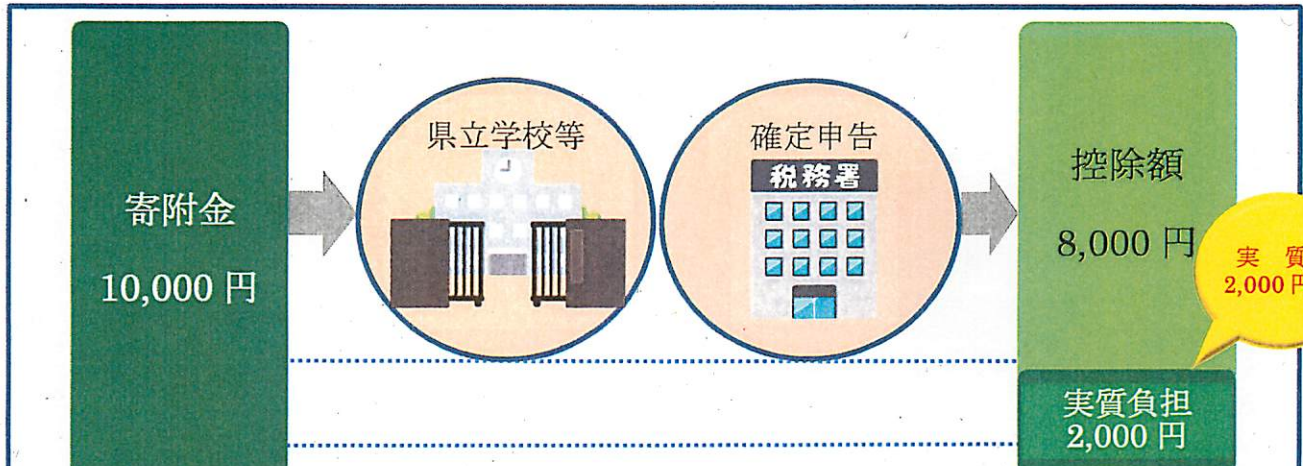 寄附金
10,000 円
県立学校等
確定申告
税務署
控除額
8,000 円
実質負担
2,000 円
実 質
2,000 円